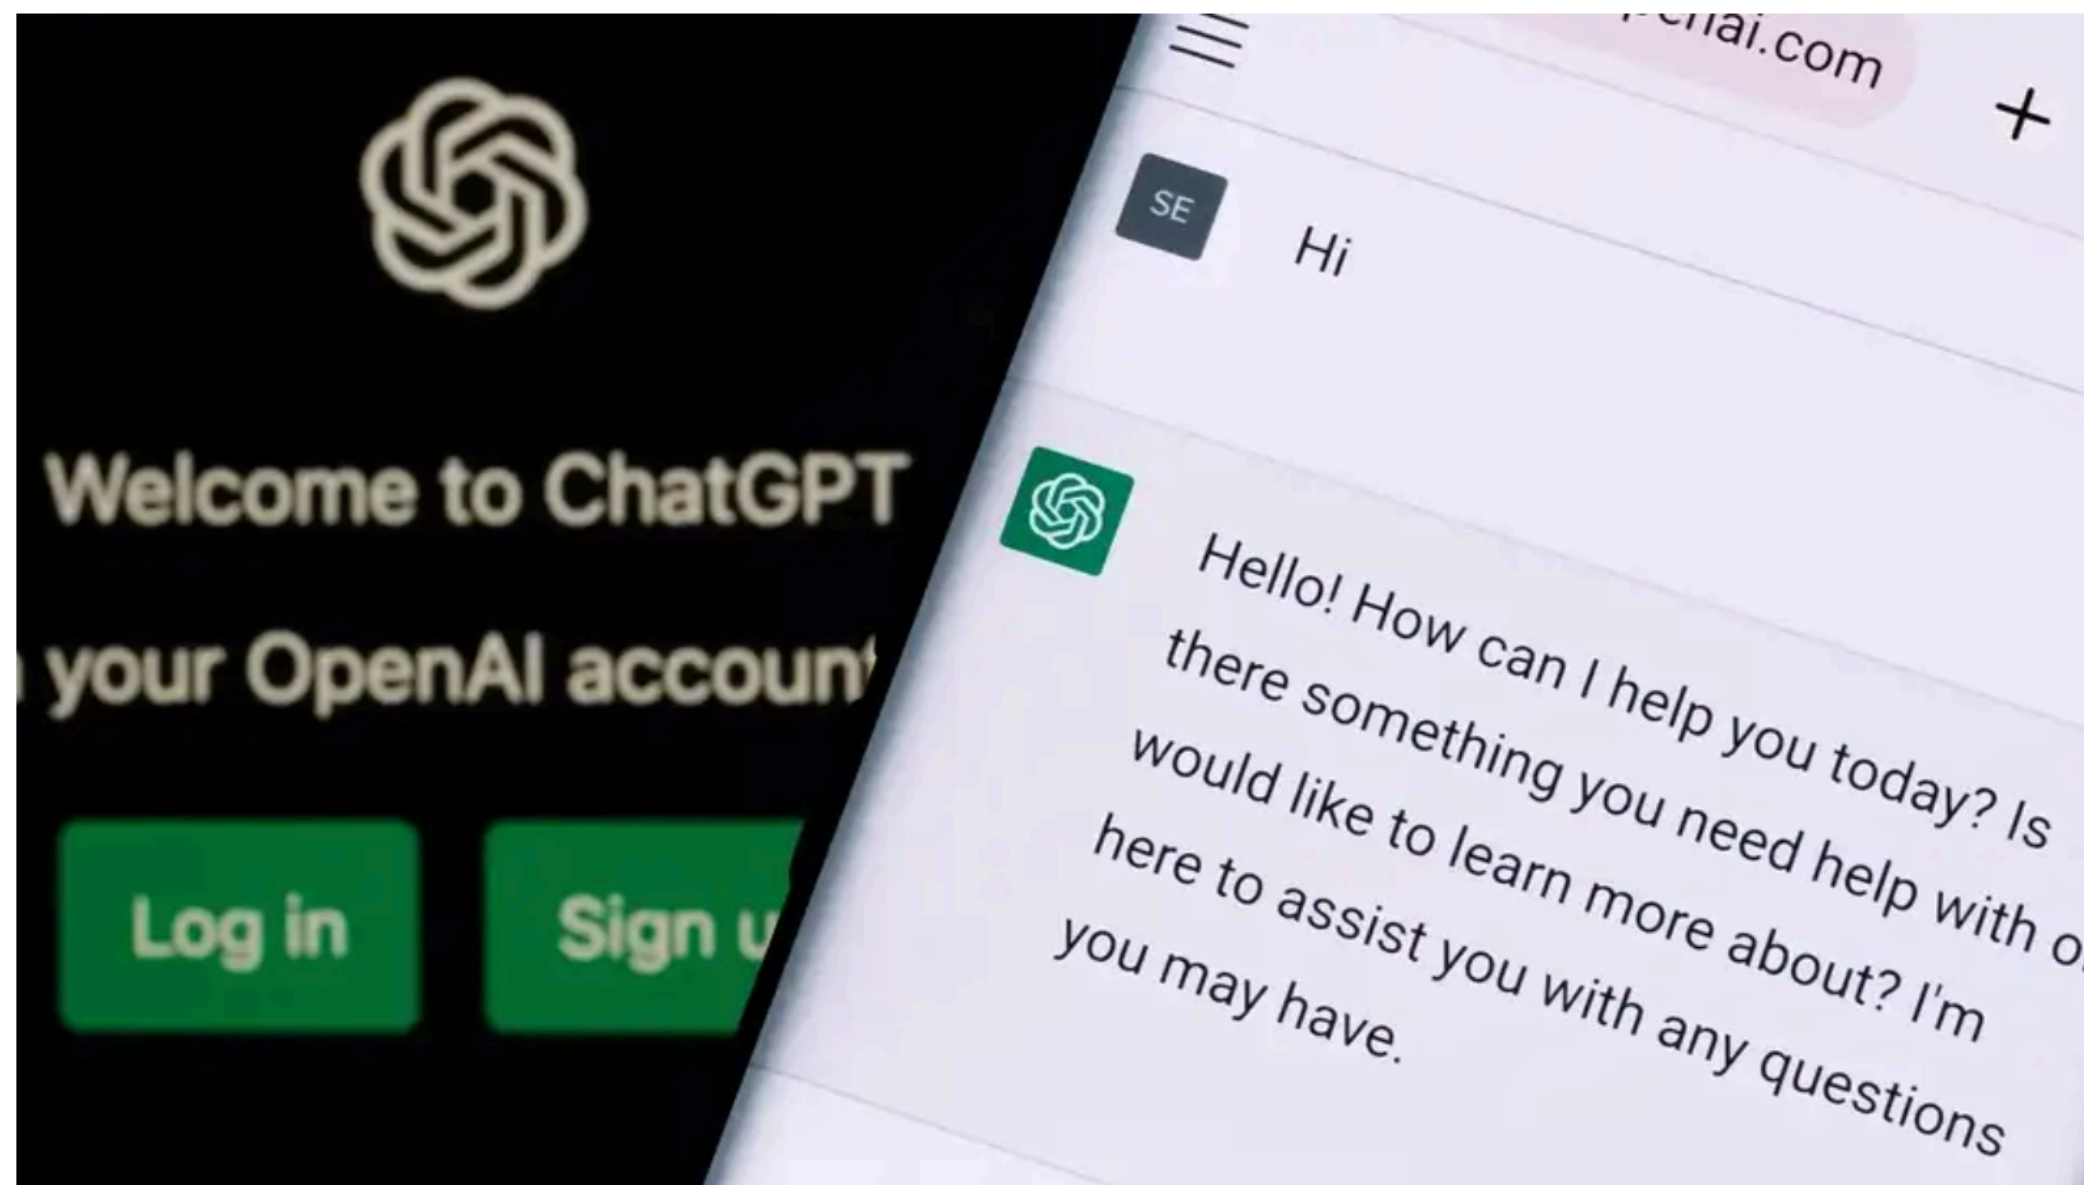 Welcome to ChatGPT
your OpenAI account
Log in
Sign u
penai.com
+
SE
Hi
Hello! How can I help you today? Is
there something you need help with o
would like to learn more about? I'm
here to assist you with any questions
you may have.